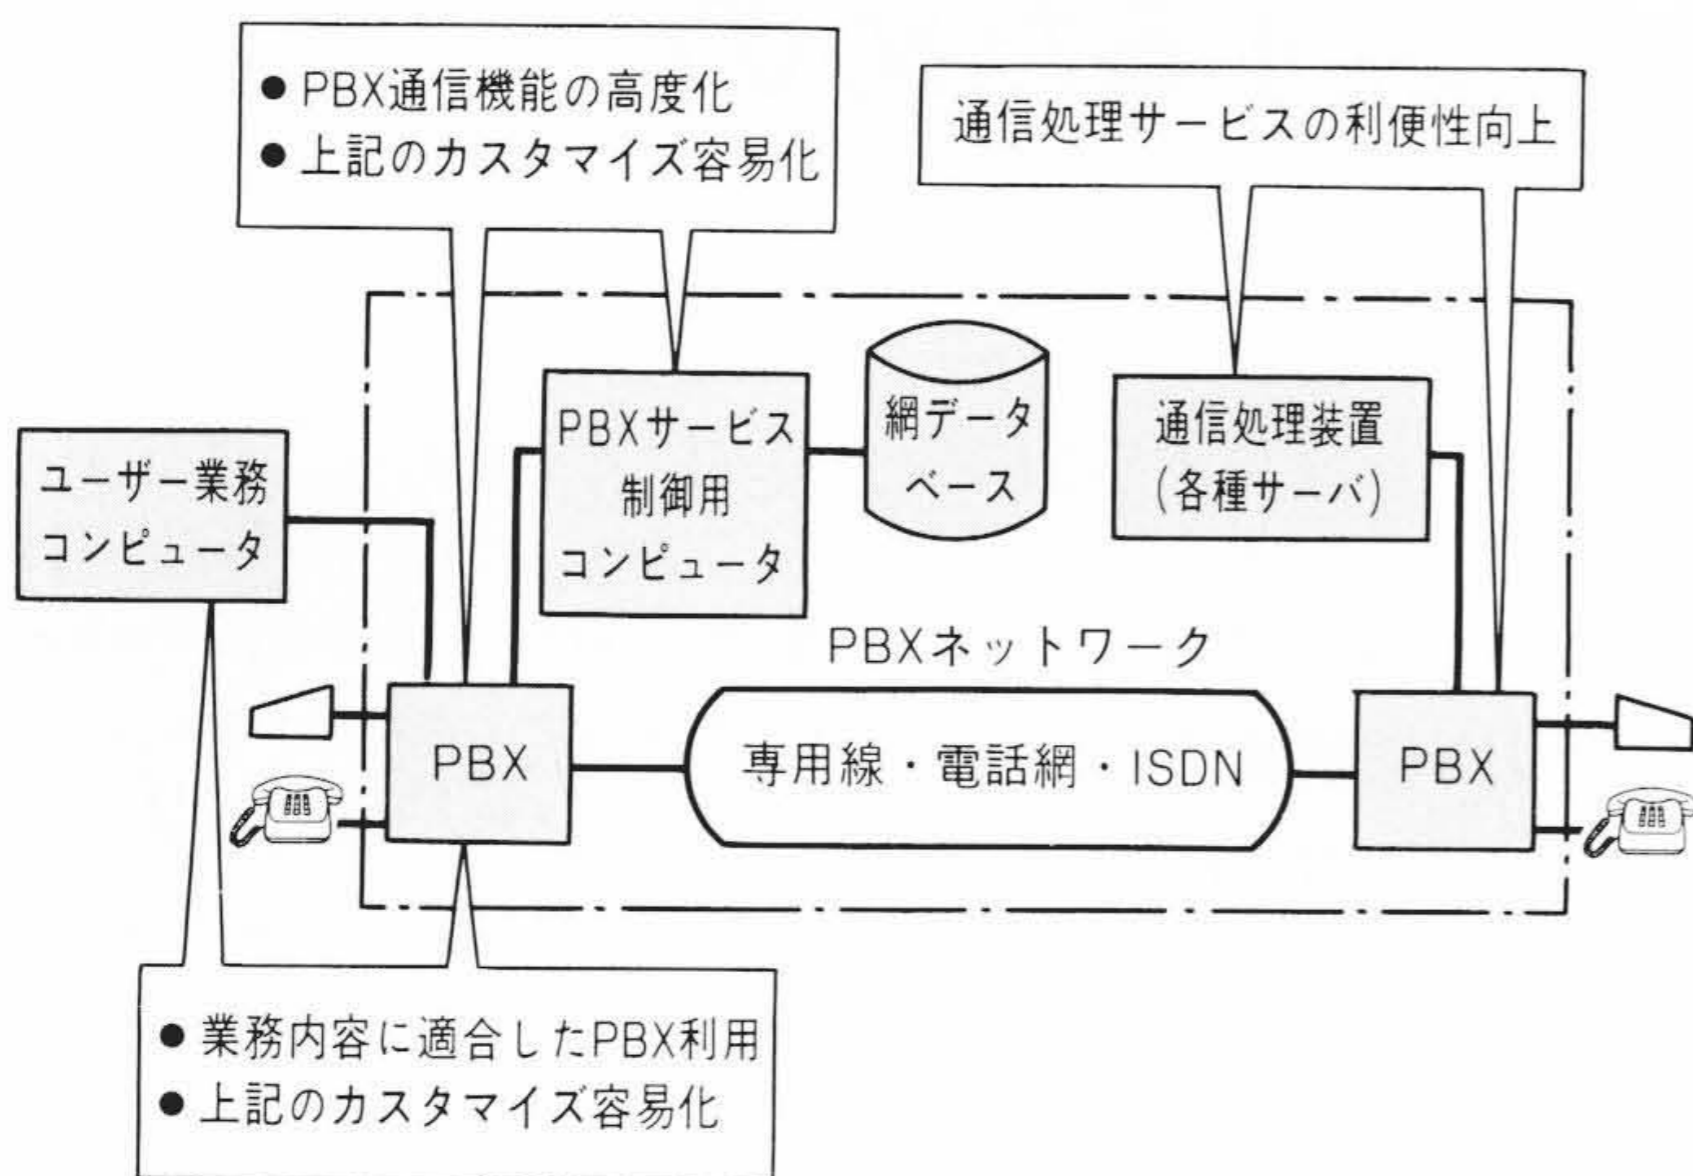 ● PBX通信機能の高度化
● 上記のカスタマイズ容易化
通信処理サービスの利便性向上
ユーザー業務
コンピュータ
PBXサービス
制御用
コンピュータ
網データ
ベース
通信処理装置
(各種サーバ)
PBXネットワーク
PBX
専用線・電話網・ISDN
PBX
● 業務内容に適合したPBX利用
● 上記のカスタマイズ容易化